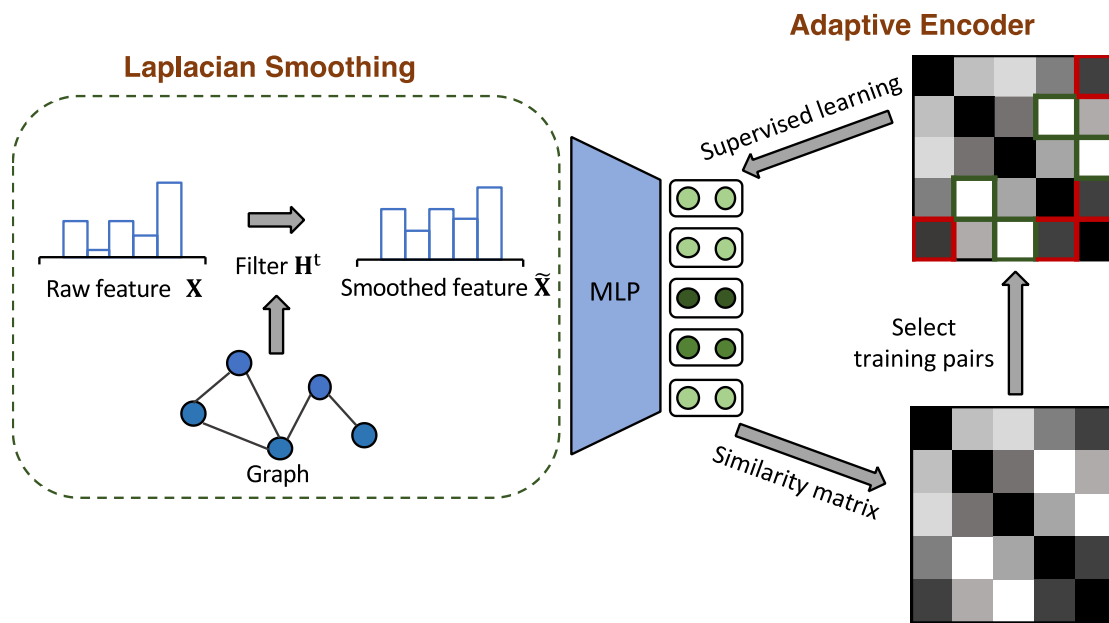 Adaptive Encoder
Laplacian Smoothing
Supervised learning
Filter H^t
Raw feature X
Smoothed feature X̃
MLP
Select
training pairs
Graph
Similarity matrix